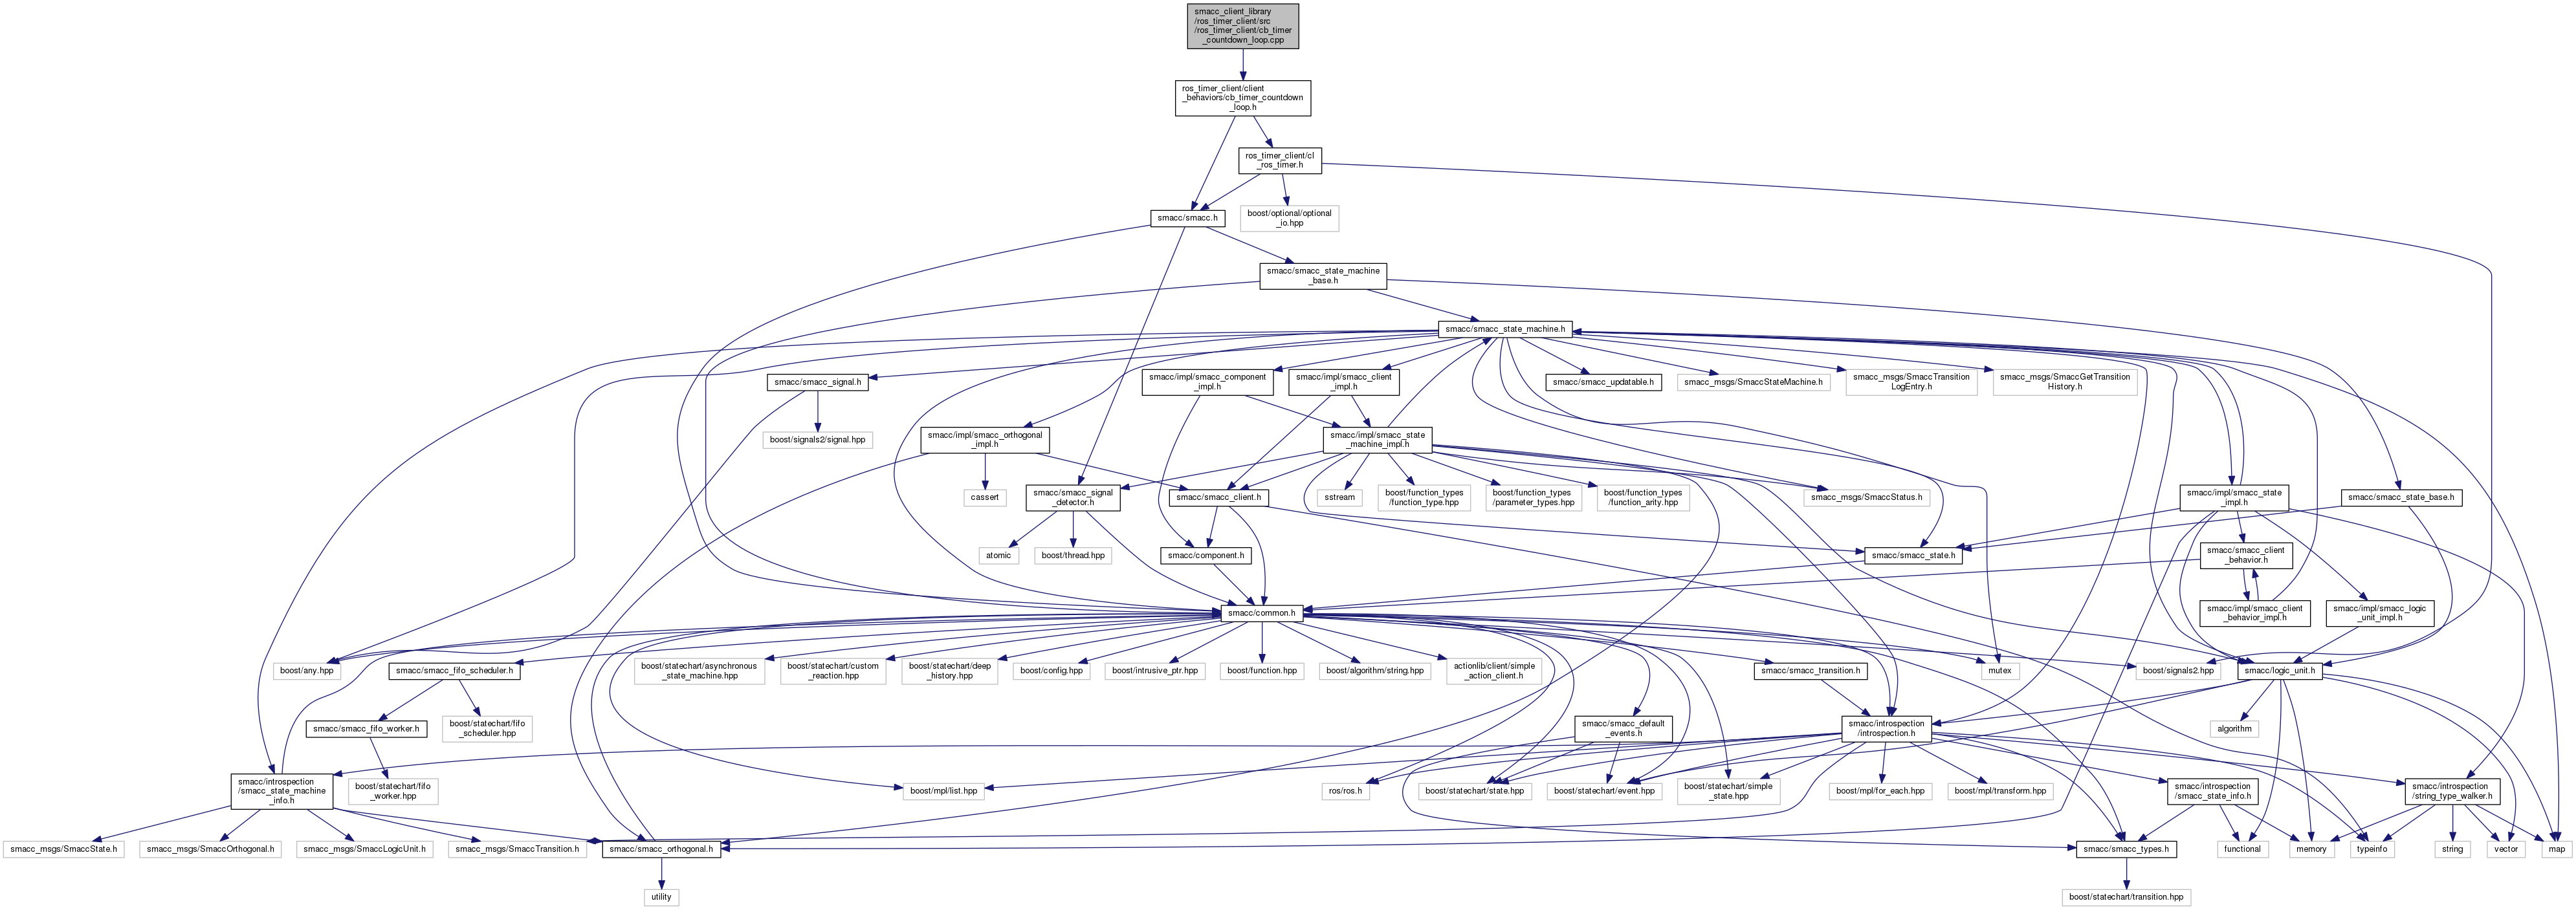 smacc_client_library
/ros_timer_client/src
/ros_timer_client/cb_timer
_countdown_loop.cpp
ros_timer_client/client
_behaviors/cb_timer_countdown
_loop.h
ros_timer_client/cl
_ros_timer.h
smacc/smacc.h
boost/optional/optional
_io.hpp
smacc/smacc_state_machine
_base.h
smacc/smacc_state_machine.h
smacc/smacc_signal.h
smacc/impl/smacc_component
_impl.h
smacc/impl/smacc_client
_impl.h
smacc/smacc_updatable.h
smacc_msgs/SmaccStateMachine.h
smacc_msgs/SmaccTransition
LogEntry.h
smacc_msgs/SmaccGetTransition
History.h
boost/signals2/signal.hpp
smacc/impl/smacc_orthogonal
_impl.h
smacc/impl/smacc_state
_machine_impl.h
cassert
smacc/smacc_signal
_detector.h
smacc/smacc_client.h
sstream
boost/function_types
/function_type.hpp
boost/function_types
/parameter_types.hpp
boost/function_types
/function_arity.hpp
smacc_msgs/SmaccStatus.h
smacc/impl/smacc_state
_impl.h
smacc/smacc_state_base.h
atomic
boost/thread.hpp
smacc/component.h
smacc/smacc_state.h
smacc/smacc_client
_behavior.h
smacc/common.h
smacc/impl/smacc_client
_behavior_impl.h
smacc/impl/smacc_logic
_unit_impl.h
boost/any.hpp
smacc/smacc_fifo_scheduler.h
boost/statechart/asynchronous
_state_machine.hpp
boost/statechart/custom
_reaction.hpp
boost/statechart/deep
_history.hpp
boost/config.hpp
boost/intrusive_ptr.hpp
boost/function.hpp
boost/algorithm/string.hpp
actionlib/client/simple
_action_client.h
smacc/smacc_transition.h
mutex
boost/signals2.hpp
smacc/logic_unit.h
smacc/smacc_fifo_worker.h
boost/statechart/fifo
_scheduler.hpp
smacc/smacc_default
_events.h
smacc/introspection
/introspection.h
algorithm
smacc/introspection
/smacc_state_machine
_info.h
boost/statechart/fifo
_worker.hpp
boost/mpl/list.hpp
ros/ros.h
boost/statechart/state.hpp
boost/statechart/event.hpp
boost/statechart/simple
_state.hpp
boost/mpl/for_each.hpp
boost/mpl/transform.hpp
smacc/introspection
/smacc_state_info.h
smacc/introspection
/string_type_walker.h
smacc_msgs/SmaccState.h
smacc_msgs/SmaccOrthogonal.h
smacc_msgs/SmaccLogicUnit.h
smacc_msgs/SmaccTransition.h
smacc/smacc_orthogonal.h
smacc/smacc_types.h
functional
memory
typeinfo
string
vector
map
utility
boost/statechart/transition.hpp